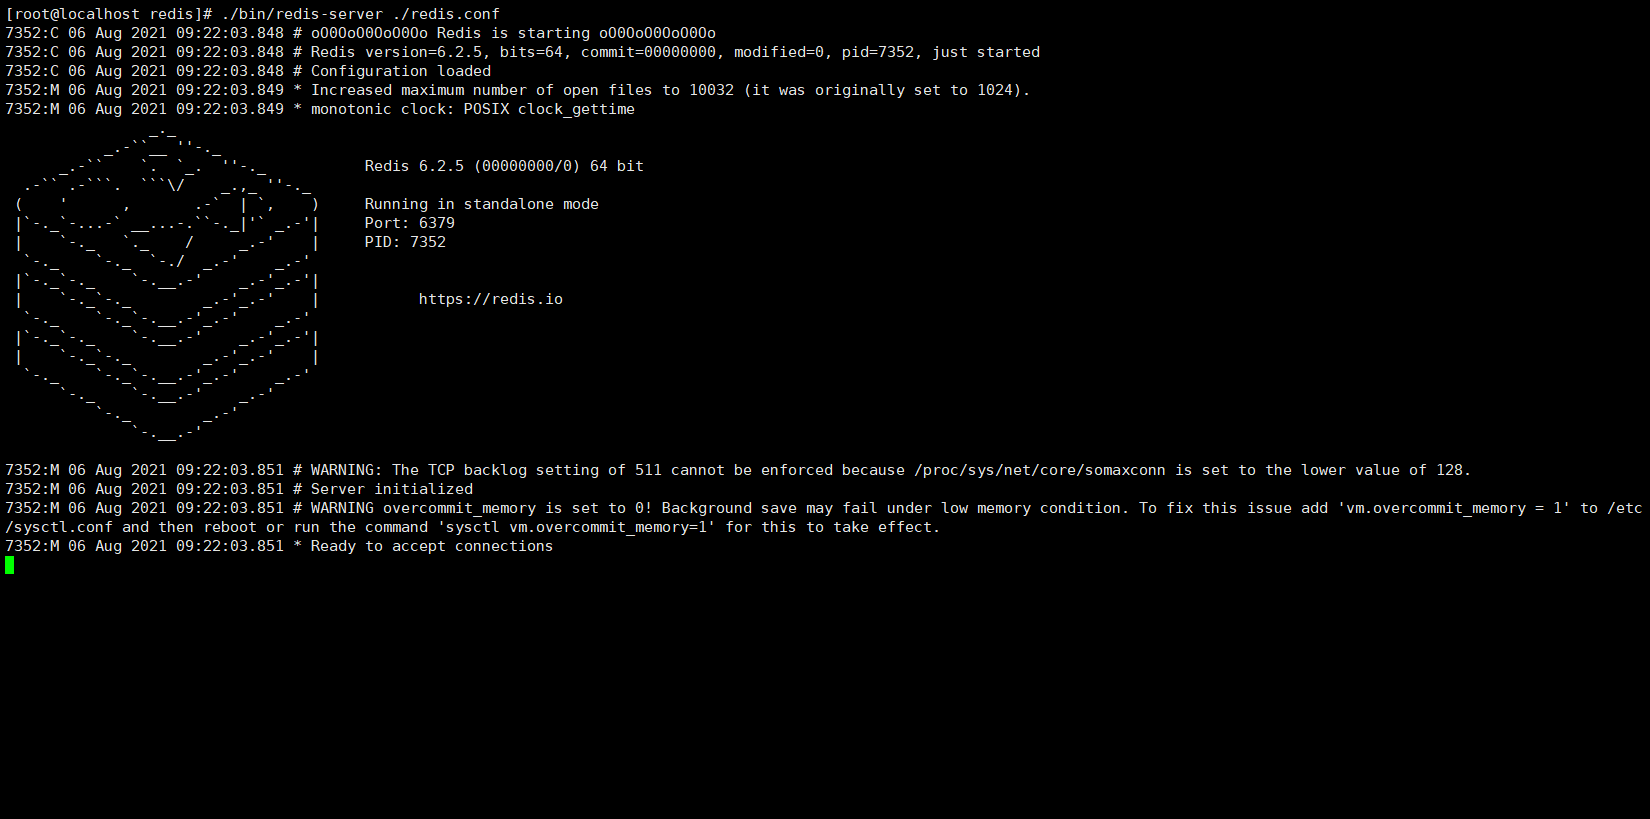 [root@localhost redis]# ./bin/redis-server ./redis.conf
7352:C 06 Aug 2021 09:22:03.848 # oO0OoO0OoO0Oo Redis is starting oO0OoO0OoO0Oo
7352:C 06 Aug 2021 09:22:03.848 # Redis version=6.2.5, bits=64, commit=00000000, modified=0, pid=7352, just started
7352:C 06 Aug 2021 09:22:03.848 # Configuration loaded
7352:M 06 Aug 2021 09:22:03.849 * Increased maximum number of open files to 10032 (it was originally set to 1024).
7352:M 06 Aug 2021 09:22:03.849 * monotonic clock: POSIX clock_gettime
Redis 6.2.5 (00000000/0) 64 bit
Running in standalone mode
Port: 6379
PID: 7352
https://redis.io
7352:M 06 Aug 2021 09:22:03.851 # WARNING: The TCP backlog setting of 511 cannot be enforced because /proc/sys/net/core/somaxconn is set to the lower value of 128.
7352:M 06 Aug 2021 09:22:03.851 # Server initialized
7352:M 06 Aug 2021 09:22:03.851 # WARNING overcommit_memory is set to 0! Background save may fail under low memory condition. To fix this issue add 'vm.overcommit_memory = 1' to /etc
/sysctl.conf and then reboot or run the command 'sysctl vm.overcommit_memory=1' for this to take effect.
7352:M 06 Aug 2021 09:22:03.851 * Ready to accept connections